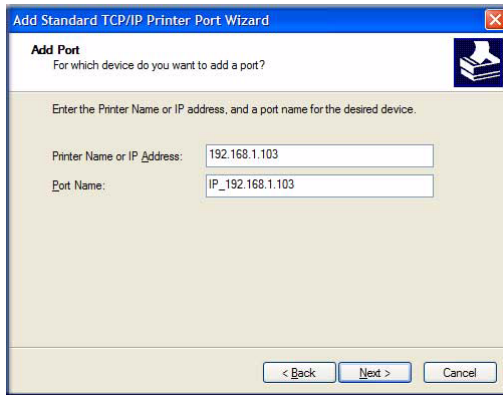 Add Standard TCP/IP Printer Port Wizard
Add Port
For which device do you want to add a port?
Enter the Printer Name or IP address, and a port name for the desired device.
Printer Name or IP Address: 192.168.1.103
Port Name: IP_192.168.1.103
< Back Next > Cancel